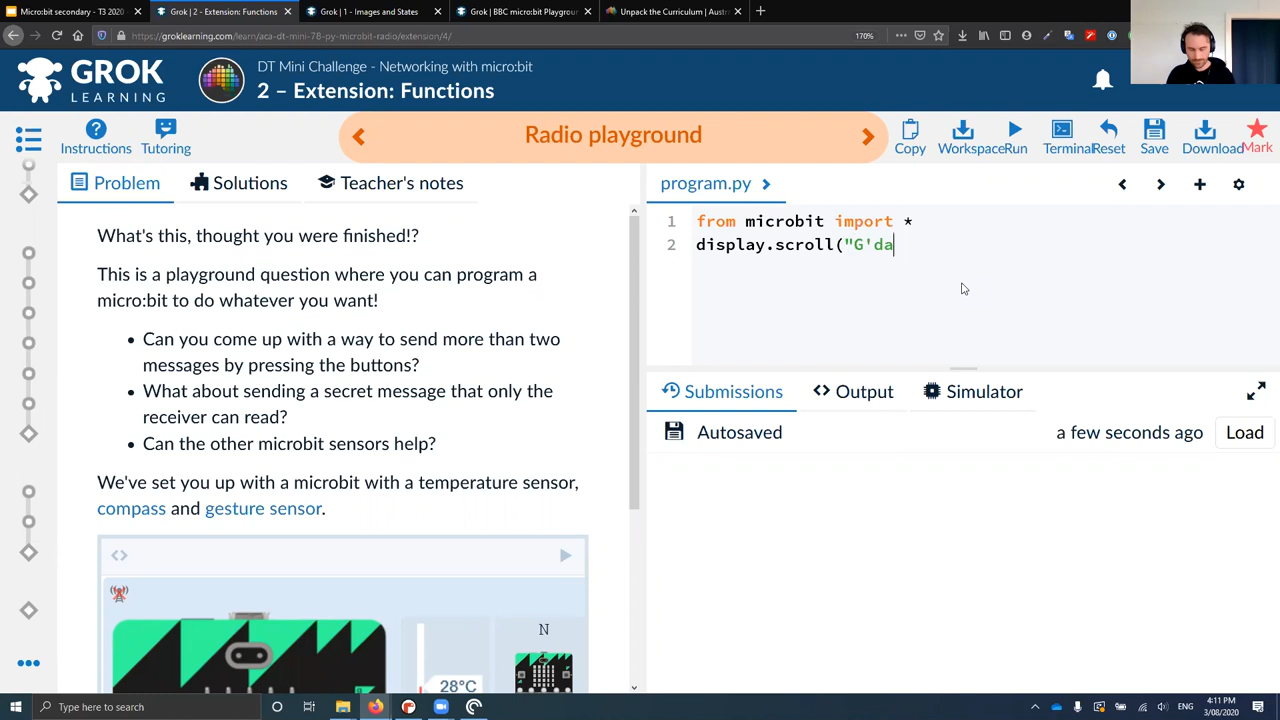 Micro:bit secondary - T3 2020 -
Grok | 2 - Extension: Functions
Grok | 1 - Images and States
Grok | BBC micro:bit Playgroun
Unpack the Curriculum | Aust
https://groklearning.com/learn/aca-dt-mini-78-py-microbit-radio/extension/4/
170%
GROK
LEARNING
DT Mini Challenge - Networking with micro:bit
2 – Extension: Functions
Instructions
Tutoring
Radio playground
Copy
Workspace
Run
Terminal
Reset
Save
Download
Mark
Problem
Solutions
Teacher's notes
program.py
What's this, thought you were finished!?
This is a playground question where you can program a
micro:bit to do whatever you want!
• Can you come up with a way to send more than two
messages by pressing the buttons?
• What about sending a secret message that only the
receiver can read?
• Can the other microbit sensors help?
We've set you up with a microbit with a temperature sensor,
compass and gesture sensor.
N
28°C
1 from microbit import *
2 display.scroll("G'da
Submissions
Output
Simulator
Autosaved
a few seconds ago
Load
Type here to search
ENG
4:11 PM
3/08/2020